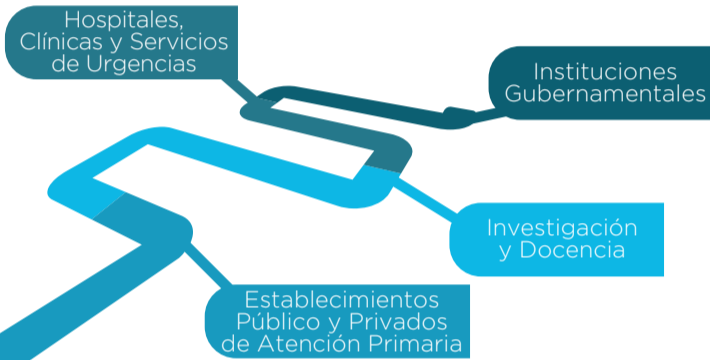 Hospitales,
Clínicas y Servicios
de Urgencias
Instituciones
Gubernamentales
Investigación
y Docencia
Establecimientos
Público y Privados
de Atención Primaria